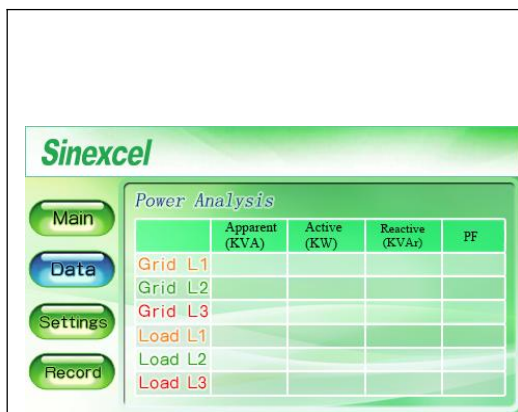 Sinexcel
Power Analysis
Main
Data
Settings
Record
Apparent (KVA) Active (KW) Reactive (KVAr) PF
Grid L1
Grid L2
Grid L3
Load L1
Load L2
Load L3